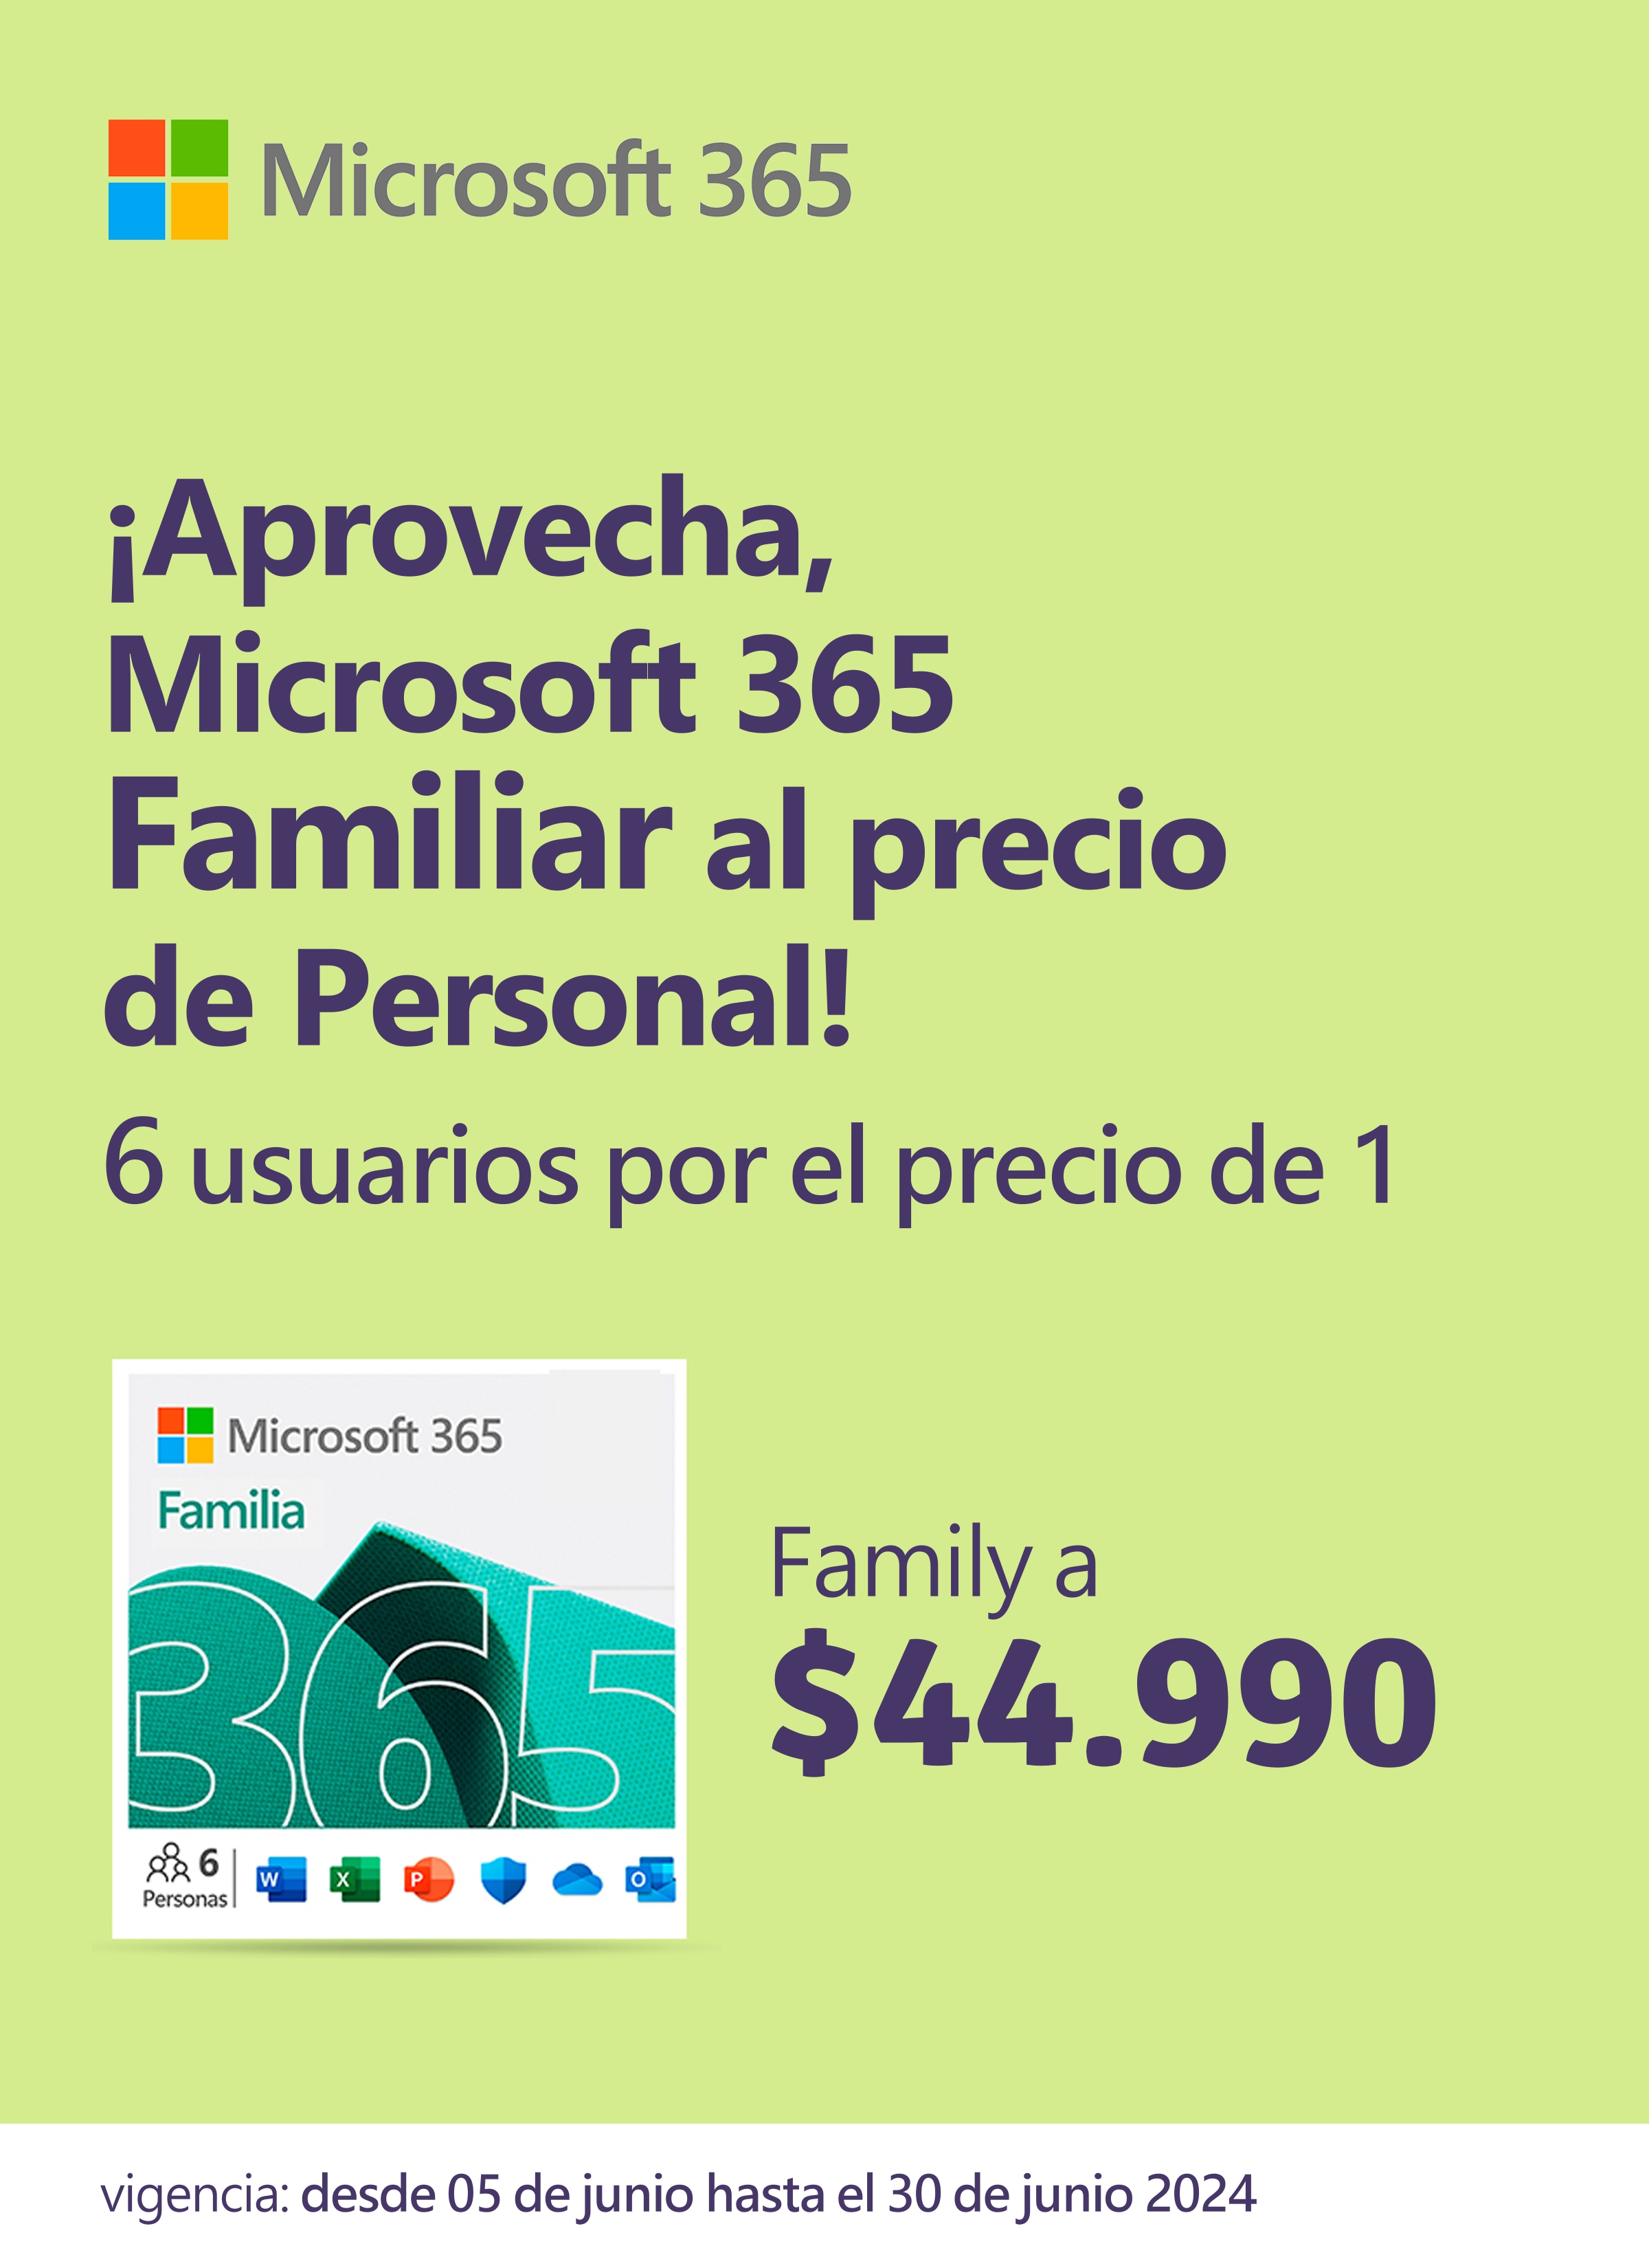 Microsoft 365
¡Aprovecha,
Microsoft 365
Familiar al precio
de Personal!
6 usuarios por el precio de 1
Microsoft 365
Familia
365
6
Personas
W X P O
Family a
$44.990
vigencia: desde 05 de junio hasta el 30 de junio 2024